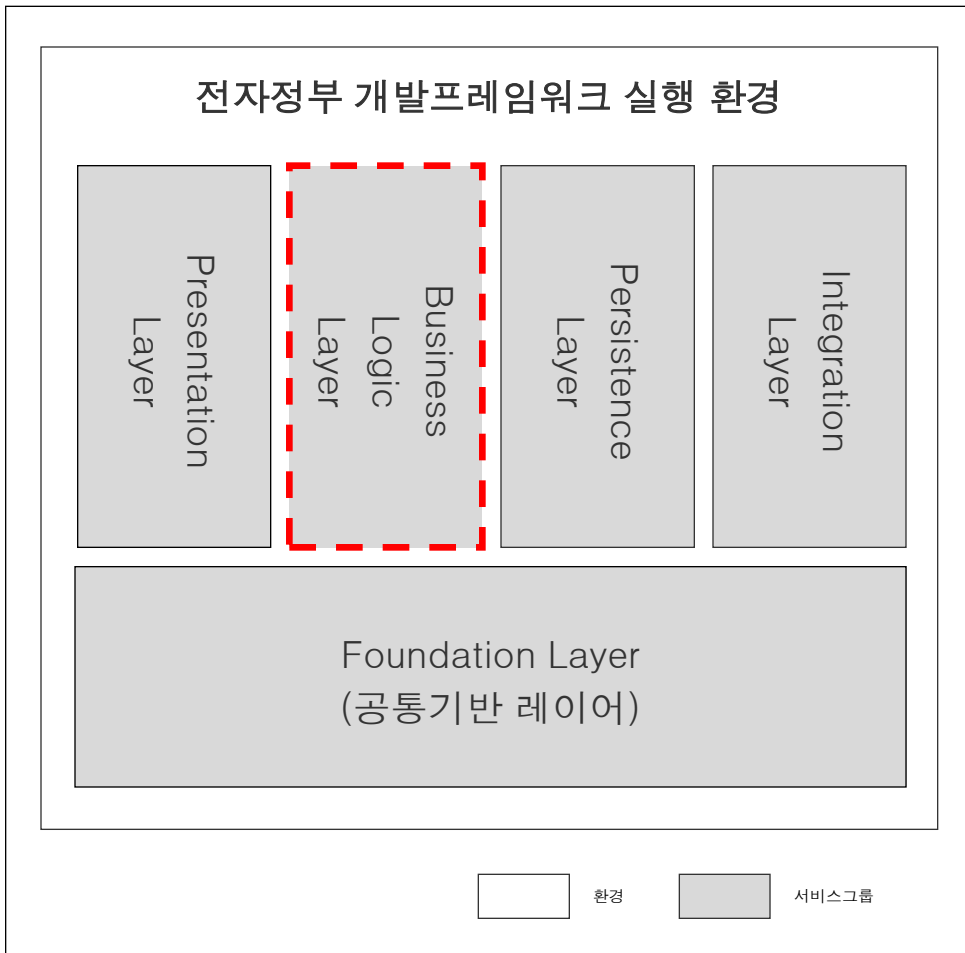 전자정부 개발프레임워크 실행 환경
Presentation
Layer
Business
Logic
Layer
Persistence
Layer
Integration
Layer
Foundation Layer
(공통기반 레이어)
환경
서비스그룹